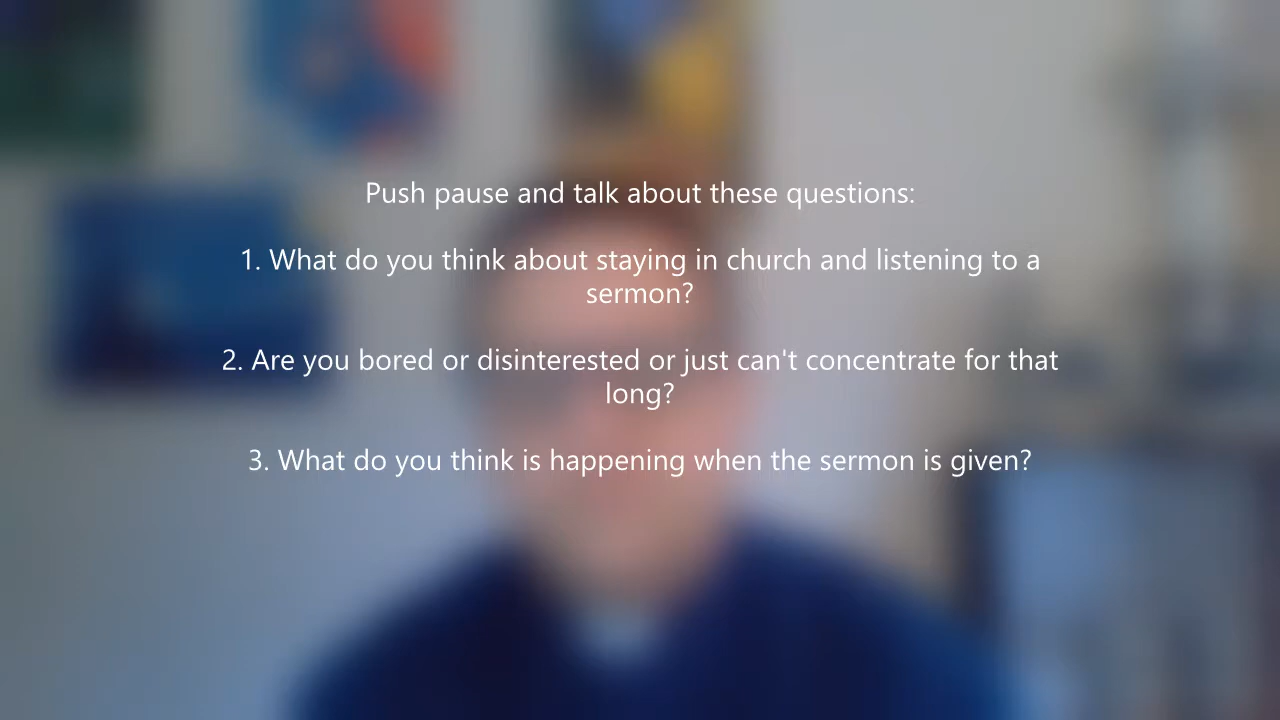 Push pause and talk about these questions:
1. What do you think about staying in church and listening to a
sermon?
2. Are you bored or disinterested or just can't concentrate for that
long?
3. What do you think is happening when the sermon is given?